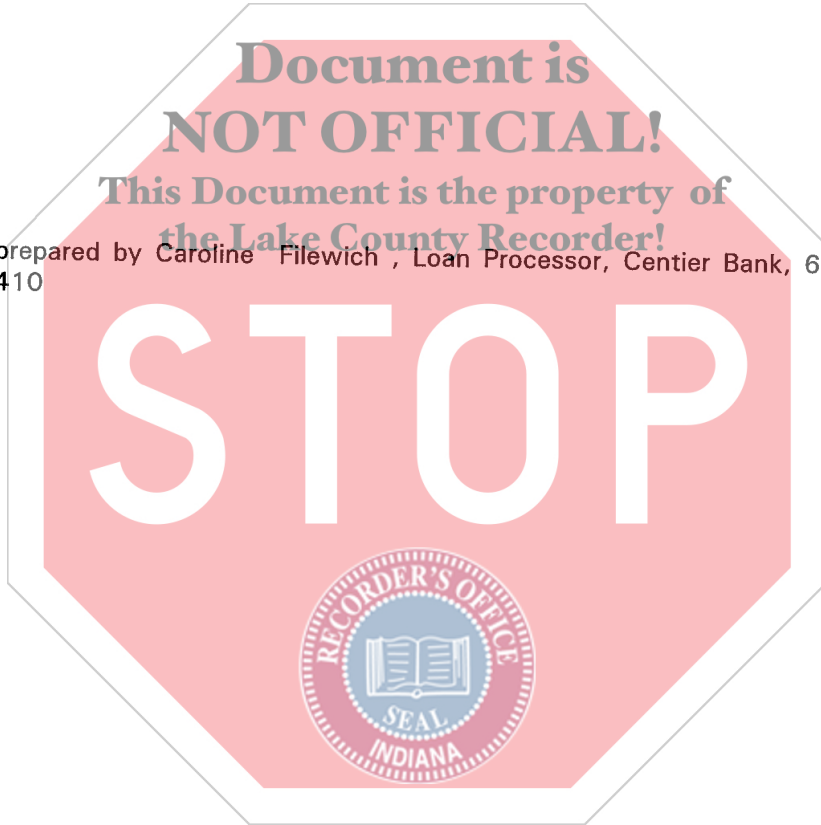 Document is
NOT OFFICIAL!
This Document is the property of
the Lake County Recorder!
prepared by Caroline Filewich , Loan Processor, Centier Bank, 6
410
STOP
RECORDER'S OFFICE
SEAL
INDIANA